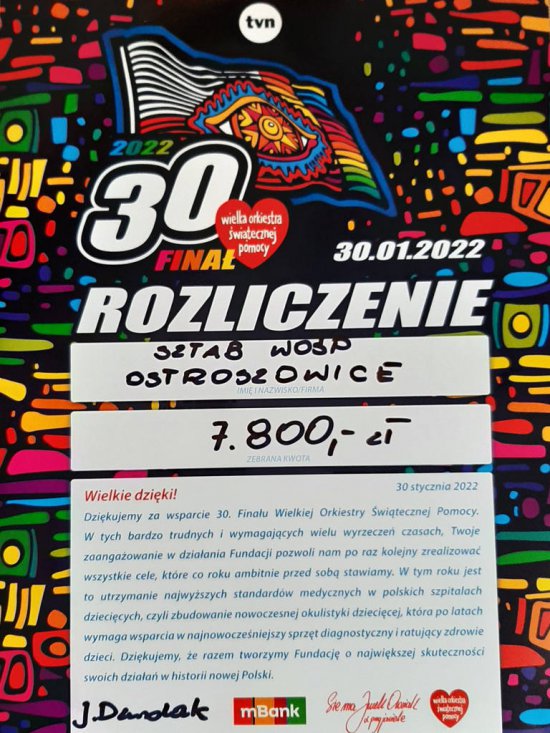 tvn
2022
30
FINAŁ
wielka orkiestra
świątecznej
pomocy
30.01.2022
ROZLICZENIE
SZTAB WOŚP
OSTROSZOWICE
IMIĘ I NAZWISKO/FIRMA
7.800,- zł
ZEBRANA KWOTA
Wielkie dzięki!
30 stycznia 2022
Dziękujemy za wsparcie 30. Finału Wielkiej Orkiestry Świątecznej Pomocy.
W tych bardzo trudnych i wymagających wielu wyrzeczeń czasach, Twoje
zaangażowanie w działania Fundacji pozwoli nam po raz kolejny zrealizować
wszystkie cele, które co roku ambitnie przed sobą stawiamy. W tym roku jest
to utrzymanie najwyższych standardów medycznych w polskich szpitalach
dziecięcych, czyli zbudowanie nowoczesnej okulistyki dziecięcej, która po latach
wymaga wsparcia w najnowocześniejszy sprzęt diagnostyczny i ratujący zdrowie
dzieci. Dziękujemy, że razem tworzymy Fundację o największej skuteczności
swoich działań w historii nowej Polski.
mBank
wielka orkiestra
świątecznej
pomocy